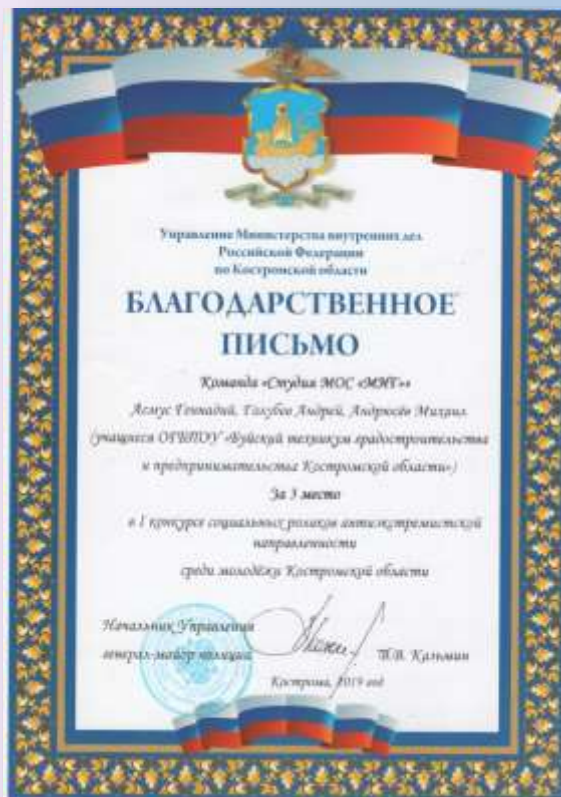 Управление Министерства внутренних дел
Российской Федерации
по Костромской области
БЛАГОДАРСТВЕННОЕ
ПИСЬМО
Команда «Студия МОС «МИГ»»
Асмус Геннадий, Голубев Андрей, Андрюсёв Михаил
(учащиеся ОГБПОУ «Буйский техникум градостроительства
и предпринимательства Костромской области»)
За 3 место
в I конкурсе социальных роликов антиэкстремистской
направленности
среди молодёжи Костромской области
Начальник Управления
генерал-майор полиции
Кострома, 2019 год